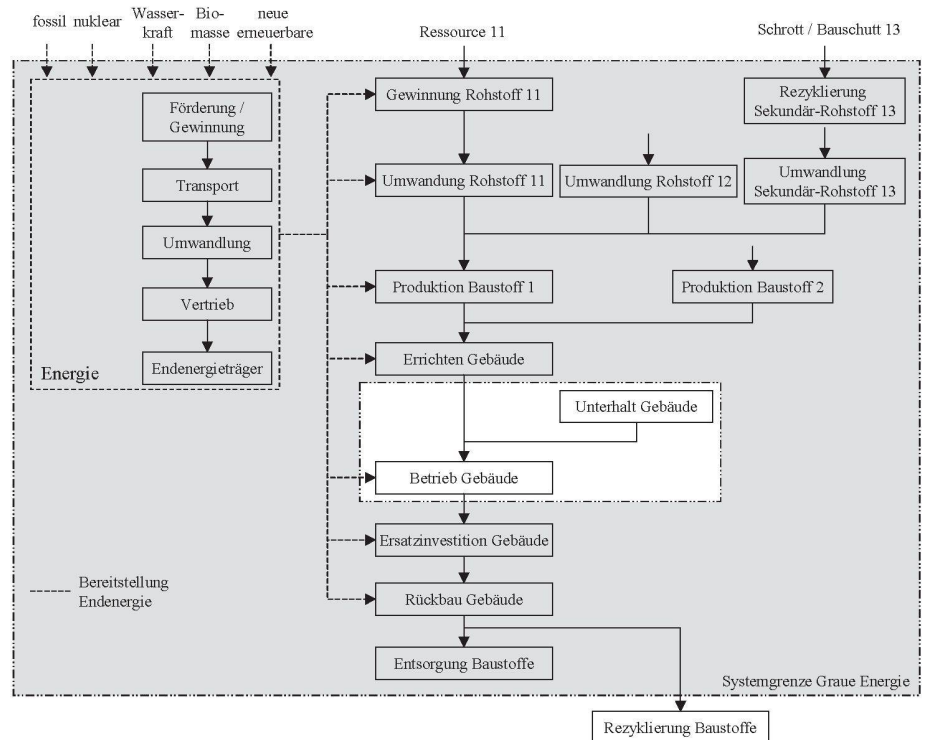 fossil nuklear
Wasser-
kraft
Bio-
masse
neue
erneuerbare
Ressource 11
Schrott / Bauschutt 13
Förderung /
Gewinnung
Transport
Umwandlung
Vertrieb
Endenergieträger
Energie
Gewinnung Rohstoff 11
Rezyklierung
Sekundär-Rohstoff 13
Umwandung Rohstoff 11
Umwandlung Rohstoff 12
Umwandlung
Sekundär-Rohstoff 13
Produktion Baustoff 1
Produktion Baustoff 2
Errichten Gebäude
Unterhalt Gebäude
Betrieb Gebäude
Ersatzinvestition Gebäude
Rückbau Gebäude
Entsorgung Baustoffe
Bereitstellung
Endenergie
Systemgrenze Graue Energie
Rezyklierung Baustoffe